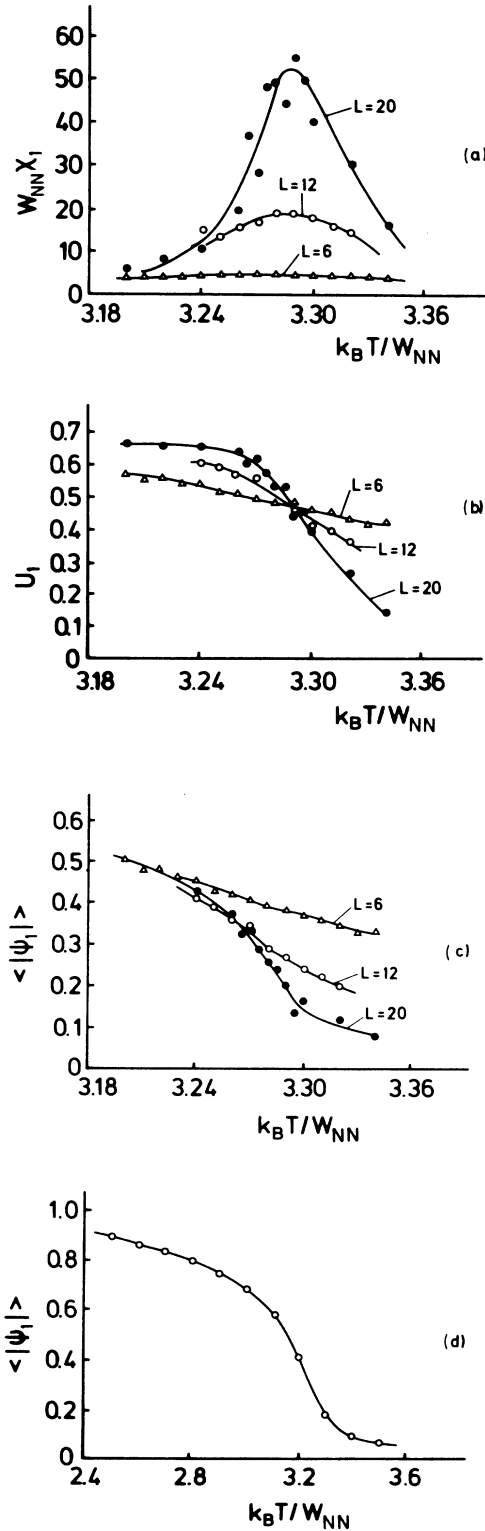 60
50
40
30
20
10
0
W_NN χ_1
L=20
L=12
L=6
(a)
3.18 3.24 3.30 3.36
k_B T/W_NN
0.7
0.6
0.5
0.4
0.3
0.2
0.1
0
U_1
L=6
L=12
L=20
(b)
3.18 3.24 3.30 3.36
k_B T/W_NN
0.6
0.5
0.4
0.3
0.2
0.1
0
<|ψ_1|>
L=6
L=12
L=20
(c)
3.18 3.24 3.30 3.36
k_B T/W_NN
1.0
0.8
0.6
0.4
0.2
0
<|ψ_1|>
(d)
2.4 2.8 3.2 3.6
k_B T/W_NN